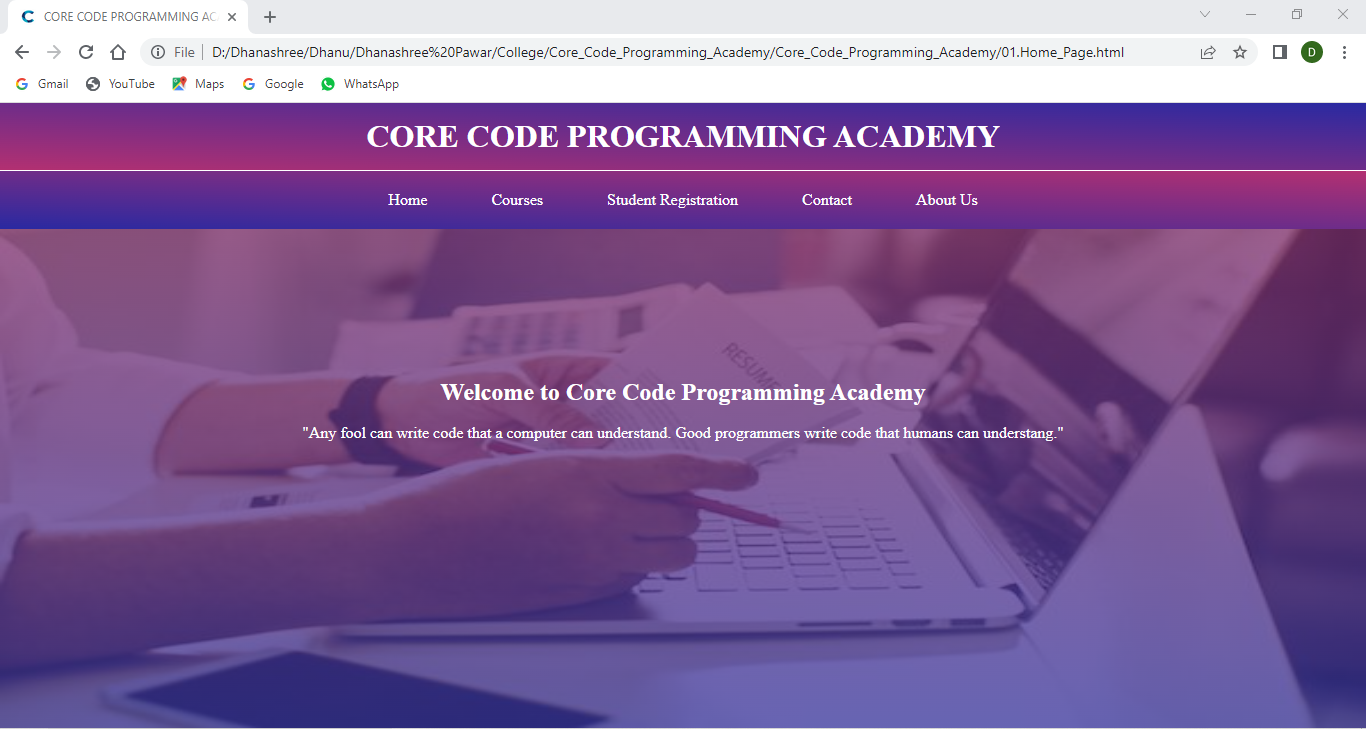 CORE CODE PROGRAMMING AC
File
D:/Dhanashree/Dhanu/Dhanashree%20Pawar/College/Core_Code_Programming_Academy/Core_Code_Programming_Academy/01.Home_Page.html
D
Gmail YouTube Maps Google WhatsApp
CORE CODE PROGRAMMING ACADEMY
Home Courses Student Registration Contact About Us
RESUME
Welcome to Core Code Programming Academy
"Any fool can write code that a computer can understand. Good programmers write code that humans can understang."